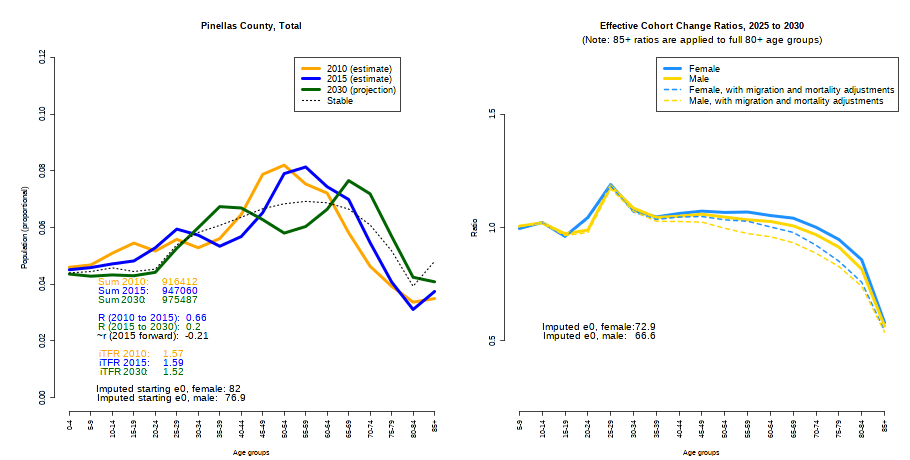 Pinellas County, Total
2010 (estimate)
2015 (estimate)
2030 (projection)
Stable
Population (proportional)
0.12
0.10
0.08
0.06
0.04
0.02
0.00
Sum 2010: 916412
Sum 2015: 947060
Sum 2030: 975487
R (2010 to 2015): 0.66
R (2015 to 2030): 0.2
~r (2015 forward): -0.21
iTFR 2010: 1.57
iTFR 2015: 1.59
iTFR 2030: 1.52
Imputed starting e0, female: 82
Imputed starting e0, male: 76.9
0-4 5-9 10-14 15-19 20-24 25-29 30-34 35-39 40-44 45-49 50-54 55-59 60-64 65-69 70-74 75-79 80-84 85+
Age groups
Effective Cohort Change Ratios, 2025 to 2030
(Note: 85+ ratios are applied to full 80+ age groups)
Female
Male
Female, with migration and mortality adjustments
Male, with migration and mortality adjustments
Ratio
1.5
1.0
0.5
Imputed e0, female:72.9
Imputed e0, male: 66.6
5-9 10-14 15-19 20-24 25-29 30-34 35-39 40-44 45-49 50-54 55-59 60-64 65-69 70-74 75-79 80-84 85+
Age groups